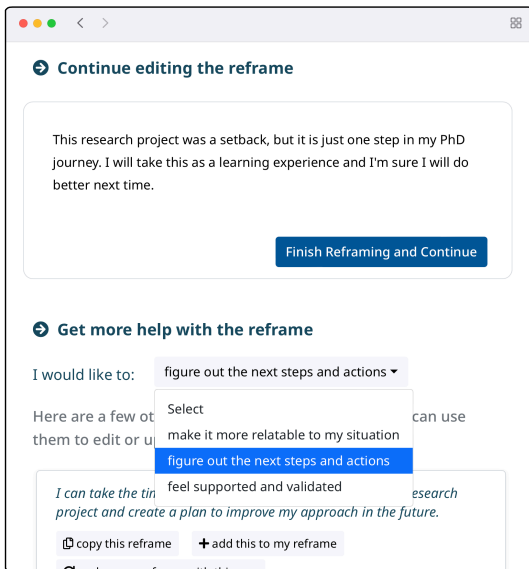 Continue editing the reframe
This research project was a setback, but it is just one step in my PhD
journey. I will take this as a learning experience and I'm sure I will do
better next time.
Finish Reframing and Continue
Get more help with the reframe
I would like to: figure out the next steps and actions
Select
Here are a few can use
make it more relatable to my situation
them to edit or
figure out the next steps and actions
feel supported and validated
I can take the
project and create a plan to improve my approach in the future.
copy this reframe add this to my reframe